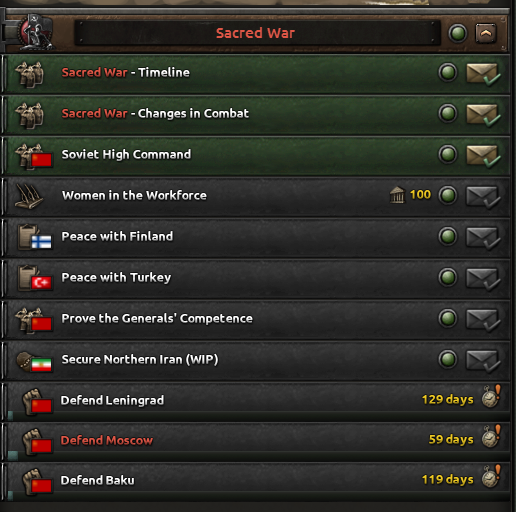 Sacred War
Sacred War - Timeline
Sacred War - Changes in Combat
Soviet High Command
Women in the Workforce 100
Peace with Finland
Peace with Turkey
Prove the Generals' Competence
Secure Northern Iran (WIP)
Defend Leningrad 129 days
Defend Moscow 59 days
Defend Baku 119 days